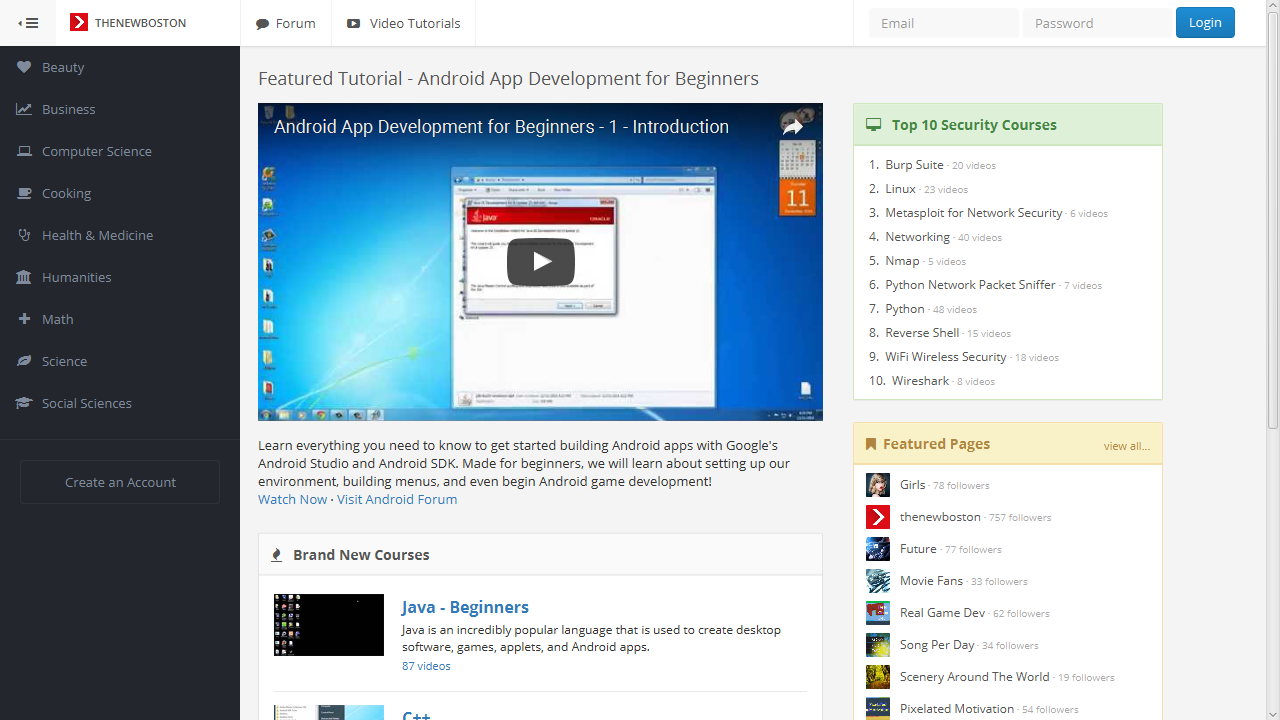 THENEWBOSTON
Forum
Video Tutorials
Email
Password
Login
Beauty
Business
Computer Science
Cooking
Health & Medicine
Humanities
Math
Science
Social Sciences
Create an Account
Featured Tutorial - Android App Development for Beginners
Android App Development for Beginners - 1 - Introduction
Java
ORACLE
11
Learn everything you need to know to get started building Android apps with Google's
Android Studio and Android SDK. Made for beginners, we will learn about setting up our
environment, building menus, and even begin Android game development!
Watch Now · Visit Android Forum
Brand New Courses
Java - Beginners
Java is an incredibly popular language that is used to create desktop
software, games, applets, and Android apps.
87 videos
C++
Top 10 Security Courses
1. Burp Suite · 20 videos
2. Linux · 23 videos
3. Metasploit for Network Security · 6 videos
4. Networking · 40 videos
5. Nmap · 5 videos
6. Python Network Packet Sniffer · 7 videos
7. Python · 48 videos
8. Reverse Shell · 15 videos
9. WiFi Wireless Security · 18 videos
10. Wireshark · 8 videos
Featured Pages
view all...
Girls · 78 followers
thenewboston · 757 followers
Future · 77 followers
Movie Fans · 33 followers
Real Game Dev · 62 followers
Song Per Day · 34 followers
Scenery Around The World · 19 followers
Pixelated Motivation · 54 followers